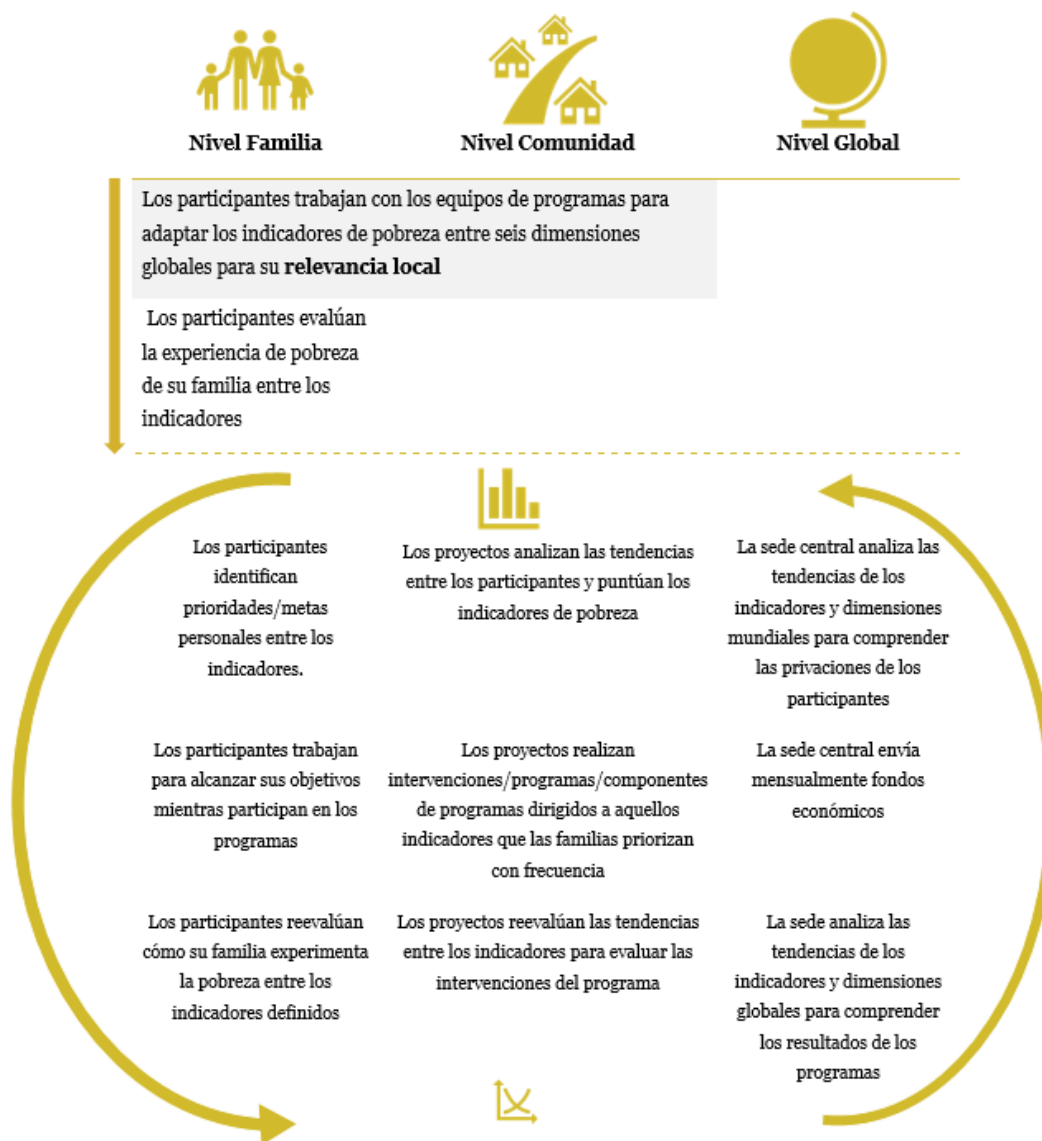 Nivel Familia
Nivel Comunidad
Nivel Global
Los participantes trabajan con los equipos de programas para
adaptar los indicadores de pobreza entre seis dimensiones
globales para su relevancia local
Los participantes evalúan
la experiencia de pobreza
de su familia entre los
indicadores
Los participantes
identifican
prioridades/metas
personales entre los
indicadores.
Los proyectos analizan las tendencias
entre los participantes y puntúan los
indicadores de pobreza
La sede central analiza las
tendencias de los
indicadores y dimensiones
mundiales para comprender
las privaciones de los
participantes
Los participantes trabajan
para alcanzar sus objetivos
mientras participan en los
programas
Los proyectos realizan
intervenciones/programas/componentes
de programas dirigidos a aquellos
indicadores que las familias priorizan
con frecuencia
La sede central envía
mensualmente fondos
económicos
Los participantes reevalúan
cómo su familia experimenta
la pobreza entre los
indicadores definidos
Los proyectos reevalúan las tendencias
entre los indicadores para evaluar las
intervenciones del programa
La sede analiza las
tendencias de los
indicadores y dimensiones
globales para comprender
los resultados de los
programas